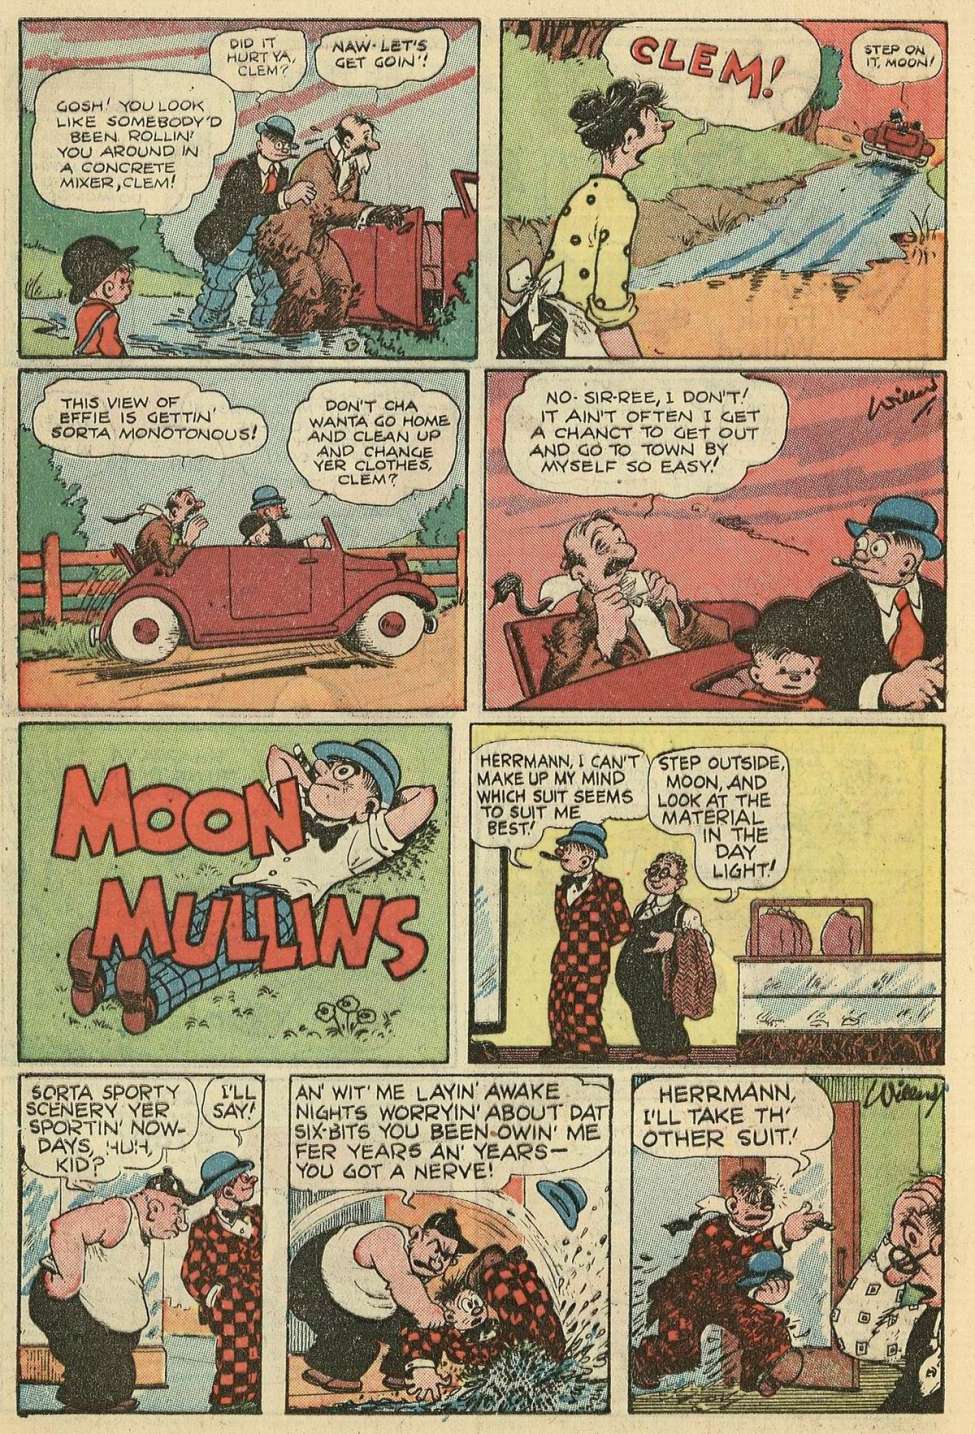 GOSH! YOU LOOK
LIKE SOMEBODY'D
BEEN ROLLIN'
YOU AROUND IN
A CONCRETE
MIXER, CLEM!
DID IT
HURT YA,
CLEM?
NAW-LET'S
GET GOIN'!
CLEM!
STEP ON
IT, MOON!
THIS VIEW OF
EFFIE IS GETTIN'
SORTA MONOTONOUS!
DON'T CHA
WANTA GO HOME
AND CLEAN UP
AND CHANGE
YER CLOTHES,
CLEM?
NO-SIR-REE, I DON'T!
IT AIN'T OFTEN I GET
A CHANCT TO GET OUT
AND GO TO TOWN BY
MYSELF SO EASY!
Willard
MOON
MULLINS
HERRMANN, I CAN'T
MAKE UP MY MIND
WHICH SUIT SEEMS
TO SUIT ME
BEST!
STEP OUTSIDE,
MOON, AND
LOOK AT THE
MATERIAL
IN THE
DAY
LIGHT!
SORTA SPORTY
SCENERY YER
SPORTIN' NOW-
DAYS, HUH,
KID?
I'LL
SAY!
AN' WIT' ME LAYIN' AWAKE
NIGHTS WORRYIN' ABOUT DAT
SIX-BITS YOU BEEN OWIN' ME
FER YEARS AN' YEARS—
YOU GOT A NERVE!
HERRMANN,
I'LL TAKE TH'
OTHER SUIT!
Willard